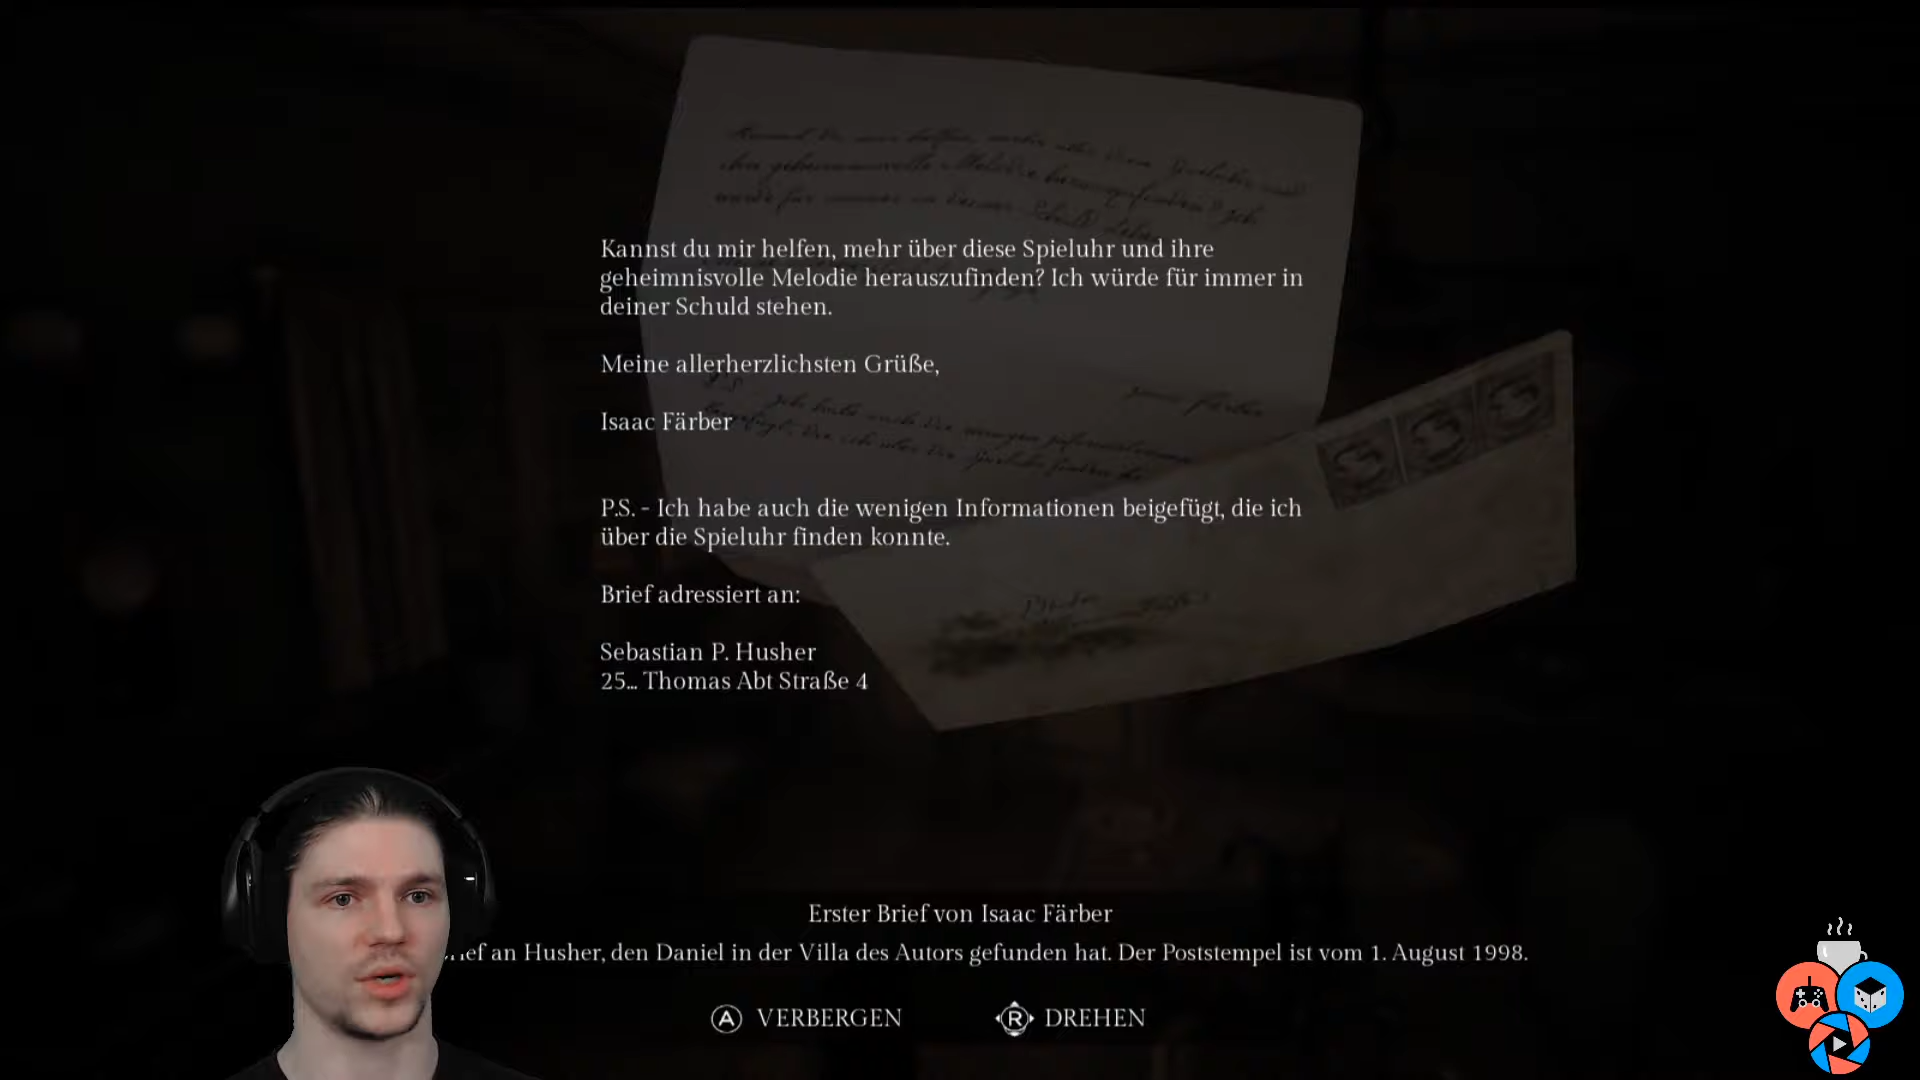 Kannst du mir helfen, mehr über diese Spieluhr und ihre
geheimnisvolle Melodie herauszufinden? Ich würde für immer in
deiner Schuld stehen.
Meine allerherzlichsten Grüße,
Isaac Färber
P.S. - Ich habe auch die wenigen Informationen beigefügt, die ich
über die Spieluhr finden konnte.
Brief adressiert an:
Sebastian P. Husher
25... Thomas Abt Straße 4
Erster Brief von Isaac Färber
an Husher, den Daniel in der Villa des Autors gefunden hat. Der Poststempel ist vom 1. August 1998.
A VERBERGEN
R DREHEN